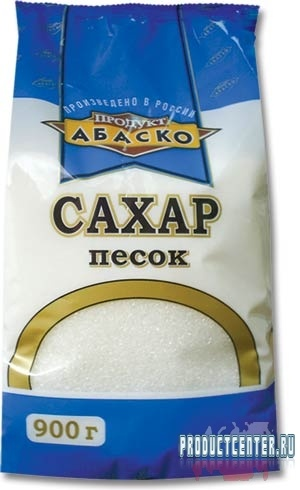 ПРОИЗВЕДЕНО В РОССИИ
ПРОДУКТ
АБАСКО
САХАР
песок
900 г
PRODUCTCENTER.RU